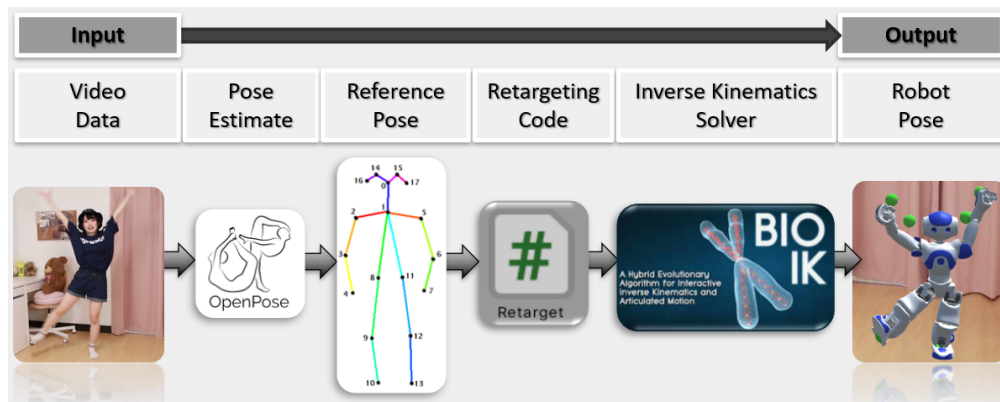 Input
Output
Video
Data
Pose
Estimate
Reference
Pose
Retargeting
Code
Inverse Kinematics
Solver
Robot
Pose
OpenPose
14
15
16
0
17
1
2
5
3
6
4
7
8
11
9
12
10
13
#
Retarget
BIO
IK
A Hybrid Evolutionary
Algorithm for Interactive
Inverse Kinematics and
Articulated Motion